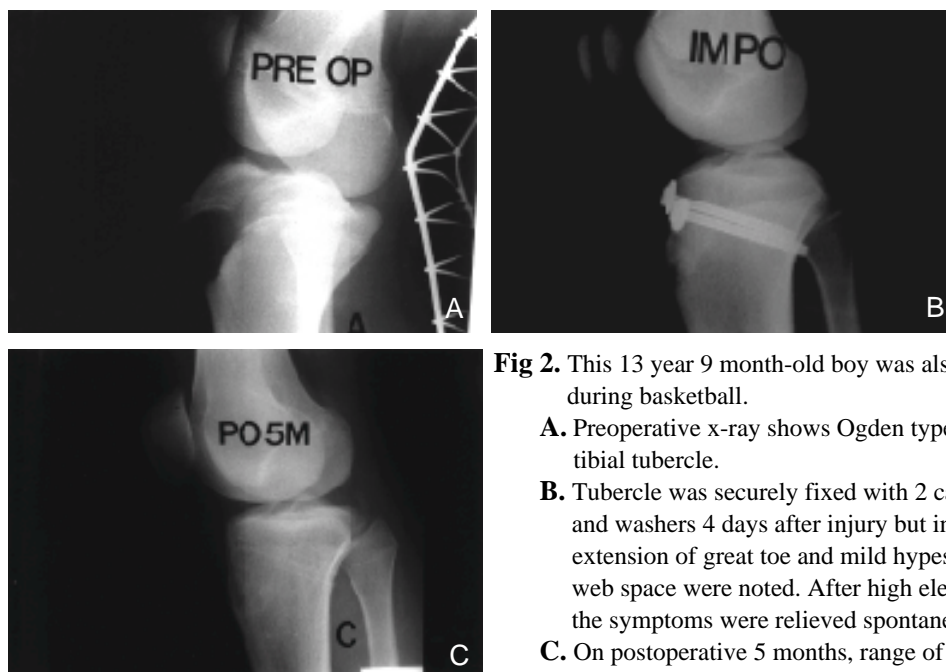 PRE OP
A
A
IMPO
B
PO5M
C
C
Fig 2. This 13 year 9 month-old boy was als
during basketball.
A. Preoperative x-ray shows Ogden type
tibial tubercle.
B. Tubercle was securely fixed with 2 c
and washers 4 days after injury but in
extension of great toe and mild hypes
web space were noted. After high ele
the symptoms were relieved spontane
C. On postoperative 5 months, range of